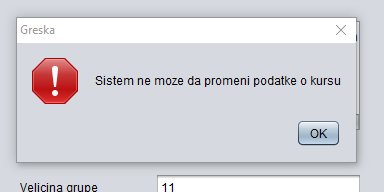 Greska
Sistem ne moze da promeni podatke o kursu
OK
Velicina grupe
11